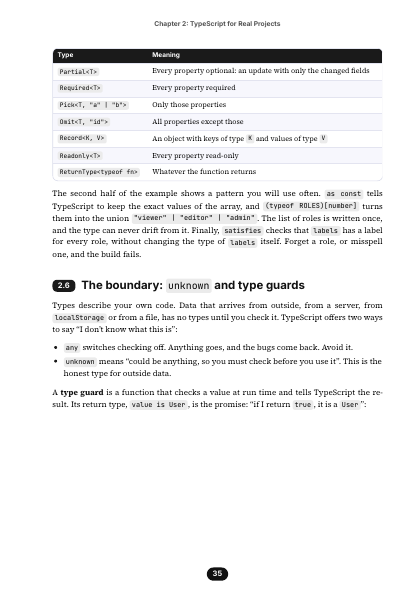 Chapter 2: TypeScript for Real Projects
Type Meaning
Partial<T> Every property optional: an update with only the changed fields
Required<T> Every property required
Pick<T, "a" | "b"> Only those properties
Omit<T, "id"> All properties except those
Record<K, V> An object with keys of type K and values of type V
Readonly<T> Every property read-only
ReturnType<typeof fn> Whatever the function returns
The second half of the example shows a pattern you will use often. as const tells
TypeScript to keep the exact values of the array, and (typeof ROLES)[number] turns
them into the union "viewer" | "editor" | "admin". The list of roles is written once,
and the type can never drift from it. Finally, satisfies checks that labels has a label
for every role, without changing the type of labels itself. Forget a role, or misspell
one, and the build fails.
2.6 The boundary: unknown and type guards
Types describe your own code. Data that arrives from outside, from a server, from
localStorage or from a file, has no types until you check it. TypeScript offers two ways
to say “I don’t know what this is”:
• any switches checking off. Anything goes, and the bugs come back. Avoid it.
• unknown means “could be anything, so you must check before you use it”. This is the
honest type for outside data.
A type guard is a function that checks a value at run time and tells TypeScript the re-
sult. Its return type, value is User, is the promise: “if I return true, it is a User”:
35